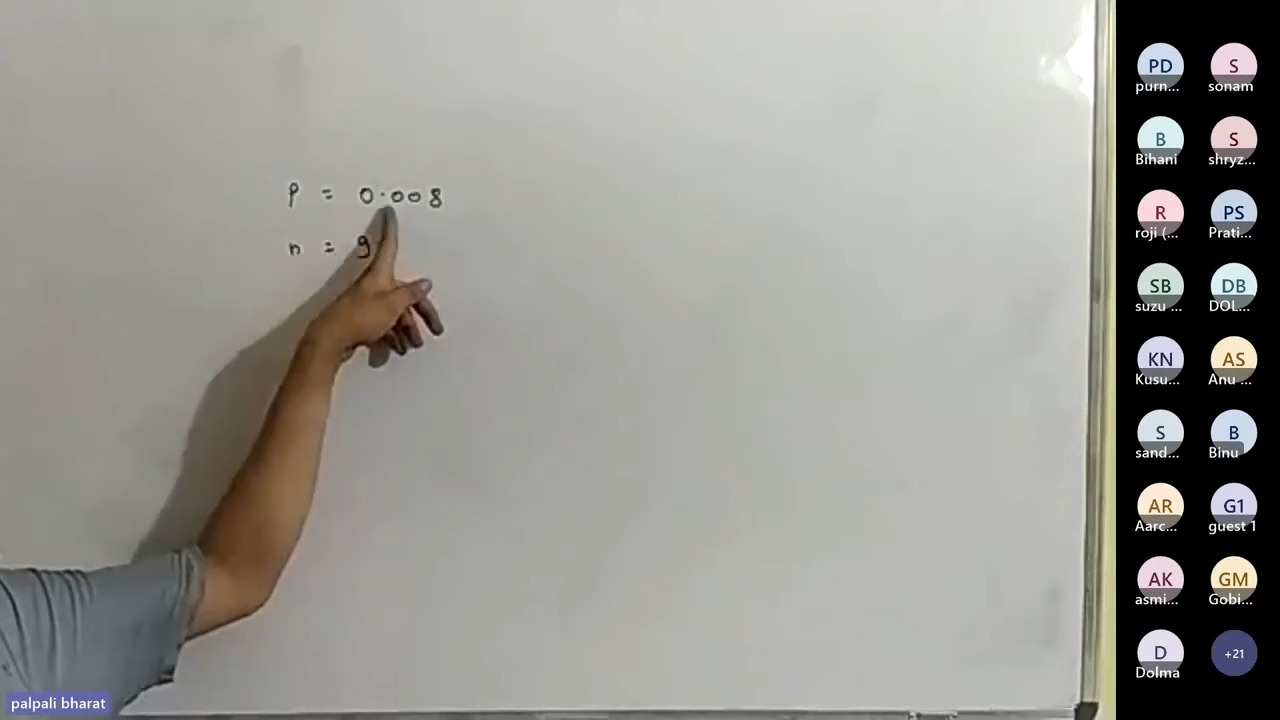 P = 0.008
n = 9
PD
purn...
S
sonam
B
Bihani
S
shryz...
R
roji (...
PS
Prati...
SB
suzu ...
DB
DOL...
KN
Kusu...
AS
Anu ...
S
sand...
B
Binu
AR
Aarc...
G1
guest 1
AK
asmi...
GM
Gobi...
D
Dolma
+21
palpali bharat